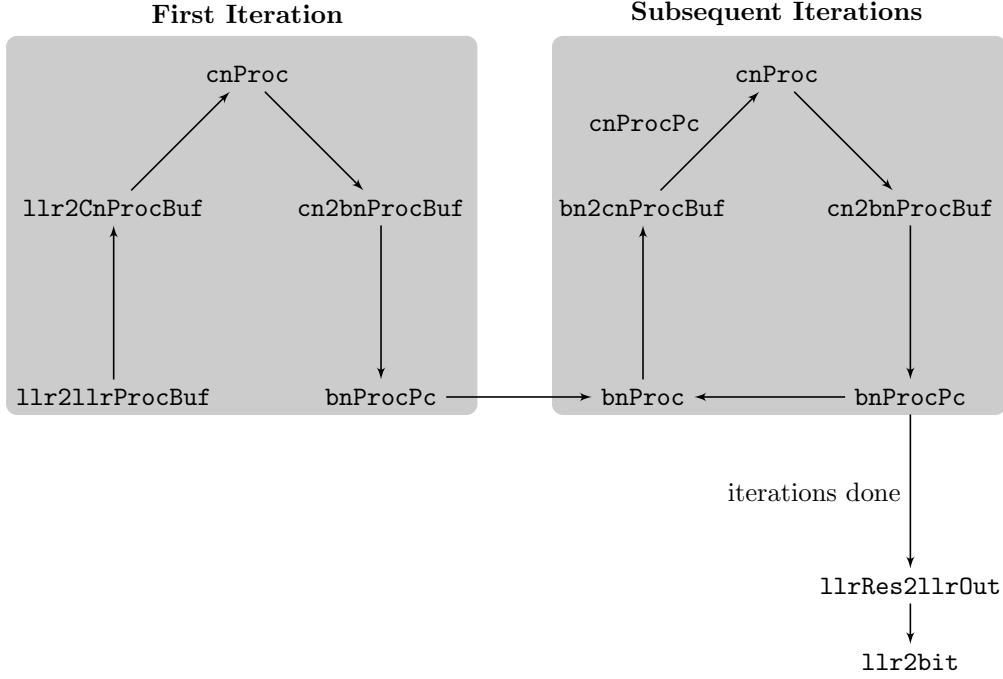 First Iteration
cnProc
llr2CnProcBuf
cn2bnProcBuf
llr2llrProcBuf
bnProcPc
Subsequent Iterations
cnProc
cnProcPc
bn2cnProcBuf
cn2bnProcBuf
bnProc
bnProcPc
iterations done
llrRes2llrOut
llr2bit